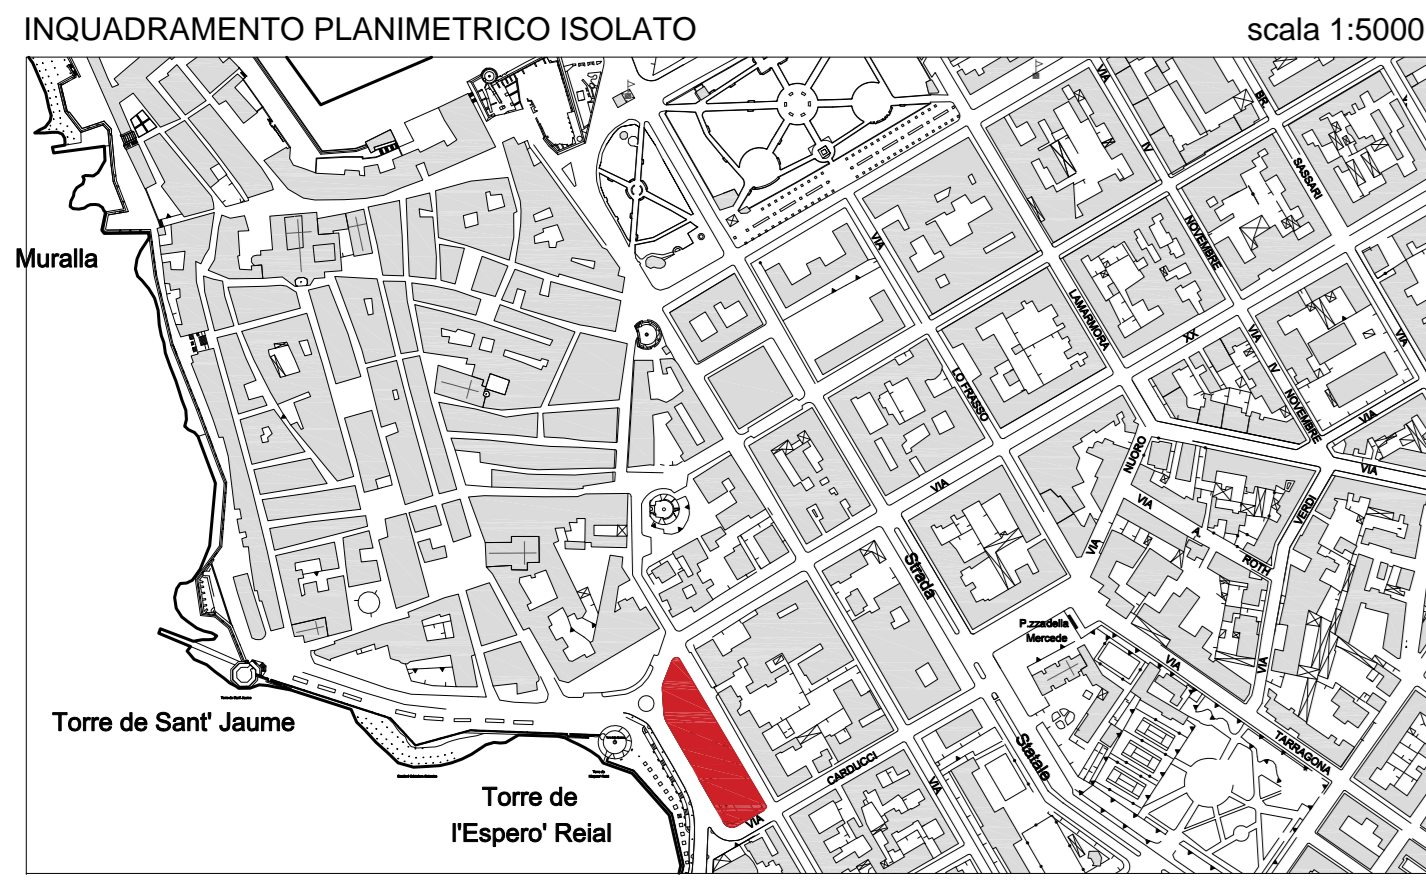 INQUADRAMENTO PLANIMETRICO ISOLATO
scala 1:5000
VIA
BR.
IV
SASSARI
Muralla
NOVEMBRE
VIA
LAMARMORA
XX
VIA
VIA
IV
LO FRASSO
NOVEMBRE
VIA
NUORO
VIA
VIA
VIA
VERDI
A.
VIA
ROTH
Strada
P.zzadella
Mercede
VIA
VIA
Torre de Sant' Jaume
Statale
TARRAGONA
CARDUCCI
VIA
Torre de
l'Espero' Reial
VIA